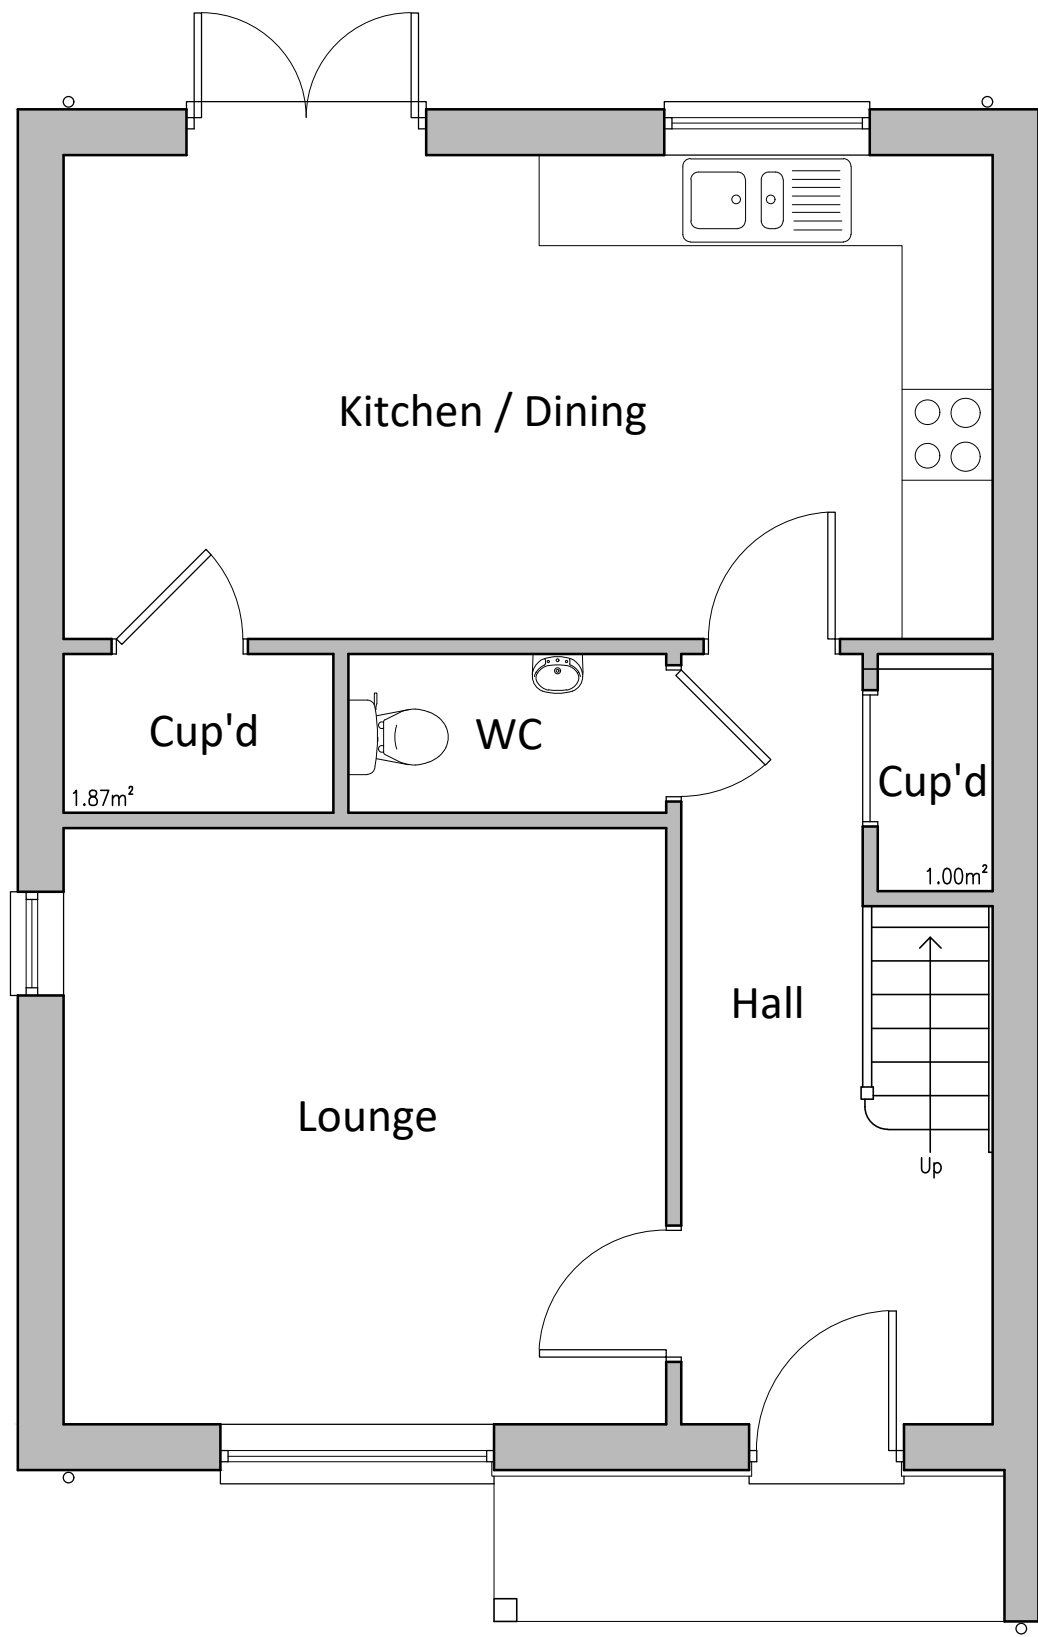 Kitchen / Dining
Cup'd
1.87m²
WC
Cup'd
1.00m²
Hall
Lounge
Up